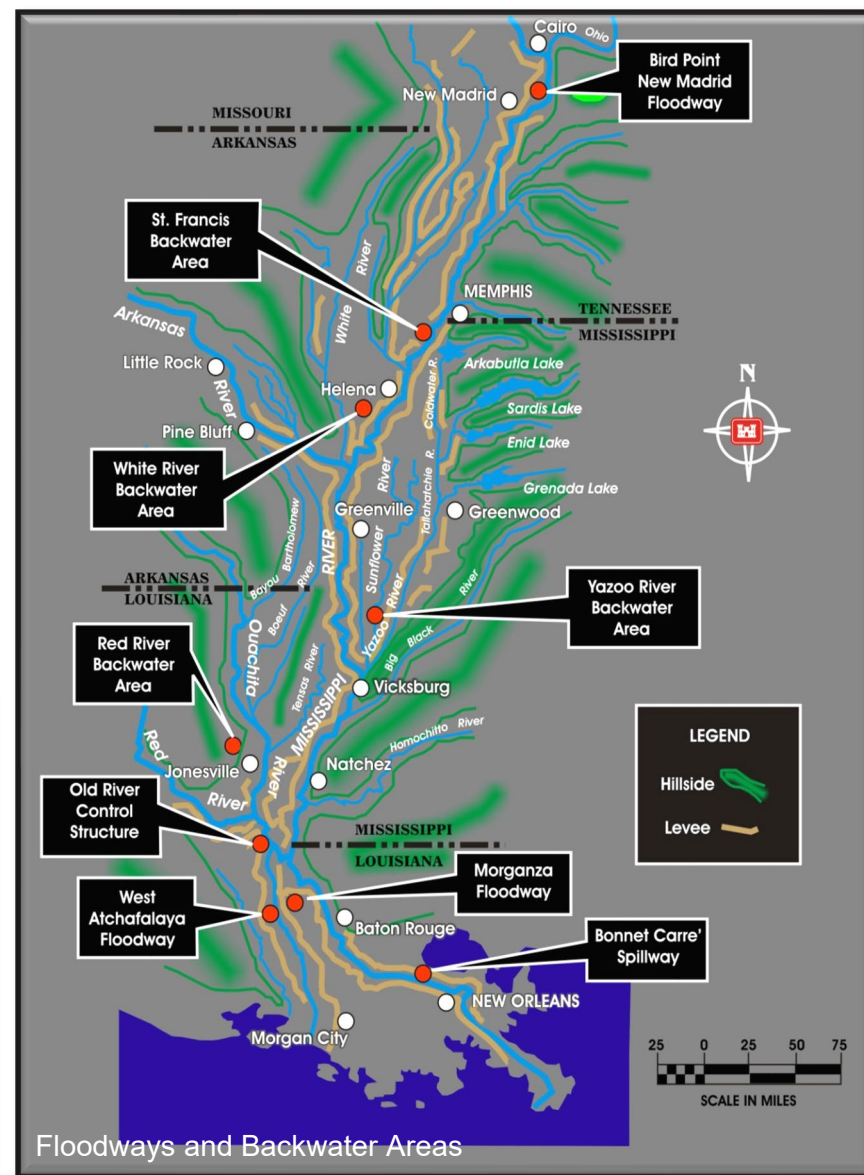 Cairo
Ohio
Bird Point
New Madrid
Floodway
New Madrid
MISSOURI
ARKANSAS
St. Francis
Backwater
Area
White
River
MEMPHIS
TENNESSEE
MISSISSIPPI
Arkansas
River
Little Rock
Arkabutla Lake
Coldwater R.
N
Helena
Sardis Lake
Pine Bluff
Enid Lake
White River
Backwater
Area
Grenada Lake
Tallahatchie R.
Greenville
Greenwood
Sunflower
River
Bayou Bartholomew
Boeuf River
RIVER
ARKANSAS
LOUISIANA
Yazoo River
Backwater
Area
Yazoo River
Big Black River
Red River
Backwater
Area
Ouachita
River
Tensas River
MISSISSIPPI
Vicksburg
LEGEND
Hillside
Levee
Homochitto River
Natchez
Red
River
Jonesville
Old River
Control
Structure
MISSISSIPPI
LOUISIANA
Morganza
Floodway
West
Atchafalaya
Floodway
Baton Rouge
Bonnet Carre'
Spillway
NEW ORLEANS
Morgan City
25 0 25 50 75
SCALE IN MILES
Floodways and Backwater Areas